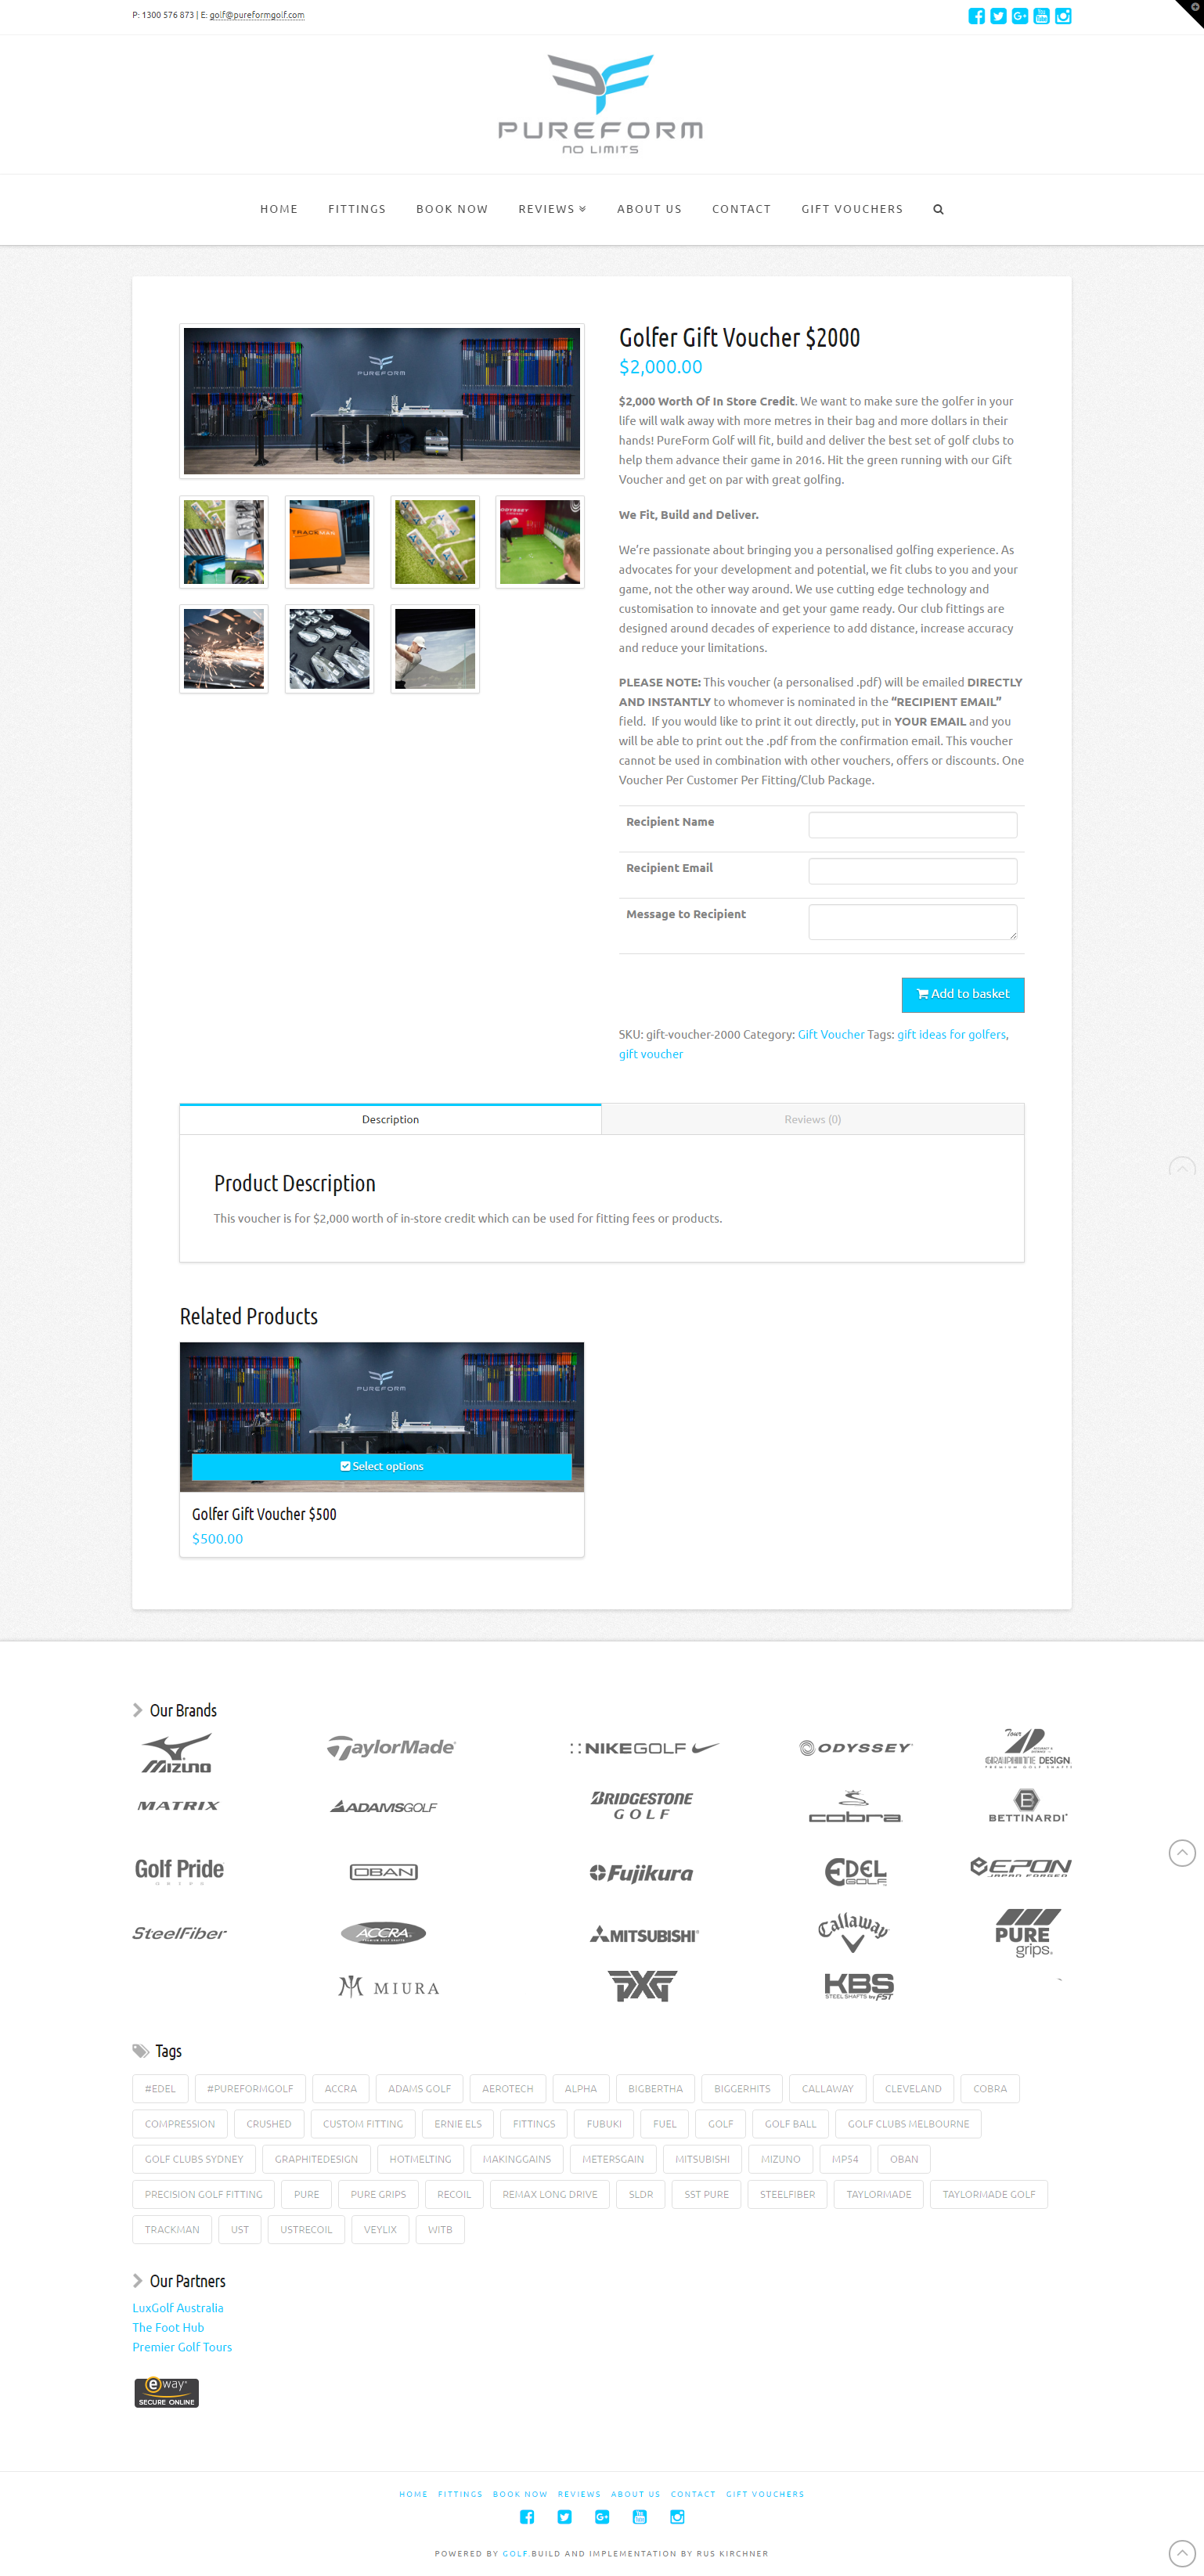 P: 1300 576 873 | E: golf@pureformgolf.com
PUREFORM
NO LIMITS
HOME FITTINGS BOOK NOW REVIEWS ABOUT US CONTACT GIFT VOUCHERS
PUREFORM
TRACKMAN
ODYSSEY
Golfer Gift Voucher $2000
$2,000.00
$2,000 Worth Of In Store Credit. We want to make sure the golfer in your
life will walk away with more metres in their bag and more dollars in their
hands! PureForm Golf will fit, build and deliver the best set of golf clubs to
help them advance their game in 2016. Hit the green running with our Gift
Voucher and get on par with great golfing.
We Fit, Build and Deliver.
We’re passionate about bringing you a personalised golfing experience. As
advocates for your development and potential, we fit clubs to you and your
game, not the other way around. We use cutting edge technology and
customisation to innovate and get your game ready. Our club fittings are
designed around decades of experience to add distance, increase accuracy
and reduce your limitations.
PLEASE NOTE: This voucher (a personalised .pdf) will be emailed DIRECTLY
AND INSTANTLY to whomever is nominated in the “RECIPIENT EMAIL”
field.  If you would like to print it out directly, put in YOUR EMAIL and you
will be able to print out the .pdf from the confirmation email. This voucher
cannot be used in combination with other vouchers, offers or discounts. One
Voucher Per Customer Per Fitting/Club Package.
Recipient Name
Recipient Email
Message to Recipient
Add to basket
SKU: gift-voucher-2000 Category: Gift Voucher Tags: gift ideas for golfers,
gift voucher
Description Reviews (0)
Product Description
This voucher is for $2,000 worth of in-store credit which can be used for fitting fees or products.
Related Products
PUREFORM
Select options
Golfer Gift Voucher $500
$500.00
Our Brands
MIZUNO TaylorMade NIKEGOLF ODYSSEY Tour GRAPHITE DESIGN PREMIUM GOLF SHAFTS
MATRIX ADAMSGOLF BRIDGESTONE GOLF cobra BETTINARDI
Golf Pride GRIPS OBAN Fujikura EDEL GOLF EPON JAPAN FORGED
SteelFiber ACCRA MITSUBISHI Callaway PURE grips.
MIURA PXG KBS STEEL SHAFTS by FST
Tags
#EDEL #PUREFORMGOLF ACCRA ADAMS GOLF AEROTECH ALPHA BIGBERTHA BIGGERHITS CALLAWAY CLEVELAND COBRA
COMPRESSION CRUSHED CUSTOM FITTING ERNIE ELS FITTINGS FUBUKI FUEL GOLF GOLF BALL GOLF CLUBS MELBOURNE
GOLF CLUBS SYDNEY GRAPHITEDESIGN HOTMELTING MAKINGGAINS METERSGAIN MITSUBISHI MIZUNO MP54 OBAN
PRECISION GOLF FITTING PURE PURE GRIPS RECOIL REMAX LONG DRIVE SLDR SST PURE STEELFIBER TAYLORMADE TAYLORMADE GOLF
TRACKMAN UST USTRECOIL VEYLIX WITB
Our Partners
LuxGolf Australia
The Foot Hub
Premier Golf Tours
eway
SECURE ONLINE
HOME FITTINGS BOOK NOW REVIEWS ABOUT US CONTACT GIFT VOUCHERS
POWERED BY GOLF.BUILD AND IMPLEMENTATION BY RUS KIRCHNER